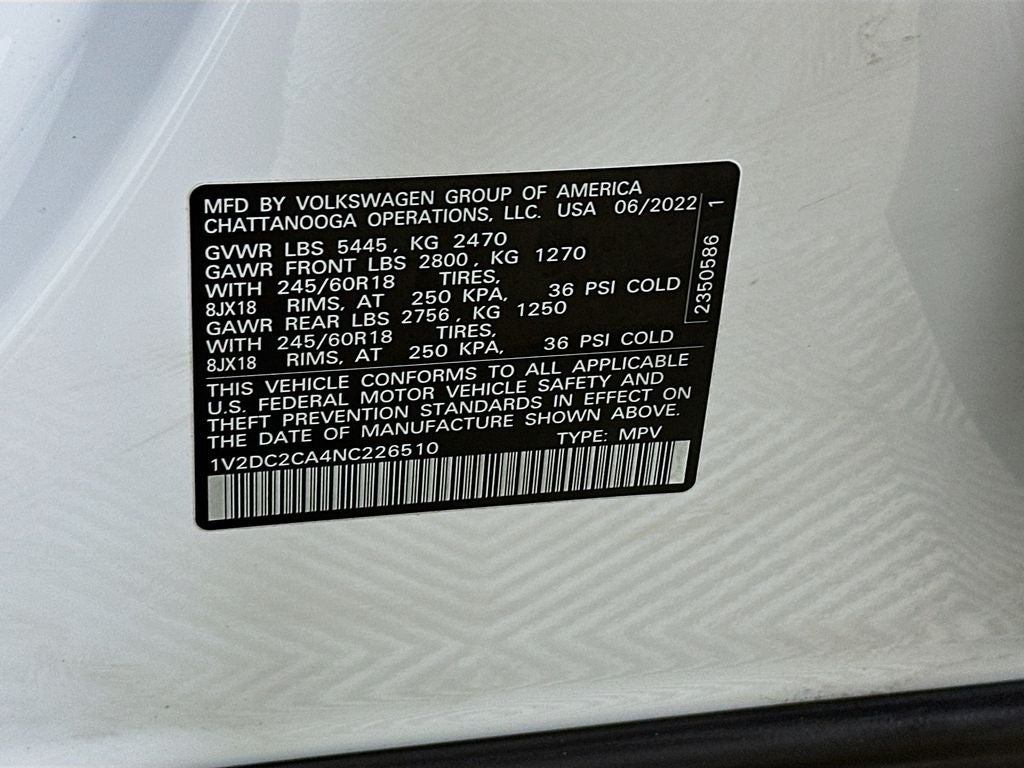 MFD BY VOLKSWAGEN GROUP OF AMERICA
CHATTANOOGA OPERATIONS, LLC. USA 06/2022
GVWR LBS 5445, KG 2470
GAWR FRONT LBS 2800, KG 1270
WITH 245/60R18 TIRES,
8JX18 RIMS, AT 250 KPA, 36 PSI COLD
GAWR REAR LBS 2756, KG 1250
WITH 245/60R18 TIRES,
8JX18 RIMS, AT 250 KPA, 36 PSI COLD
THIS VEHICLE CONFORMS TO ALL APPLICABLE
U.S. FEDERAL MOTOR VEHICLE SAFETY AND
THEFT PREVENTION STANDARDS IN EFFECT ON
THE DATE OF MANUFACTURE SHOWN ABOVE.
1V2DC2CA4NC226510 TYPE: MPV
2350586 1